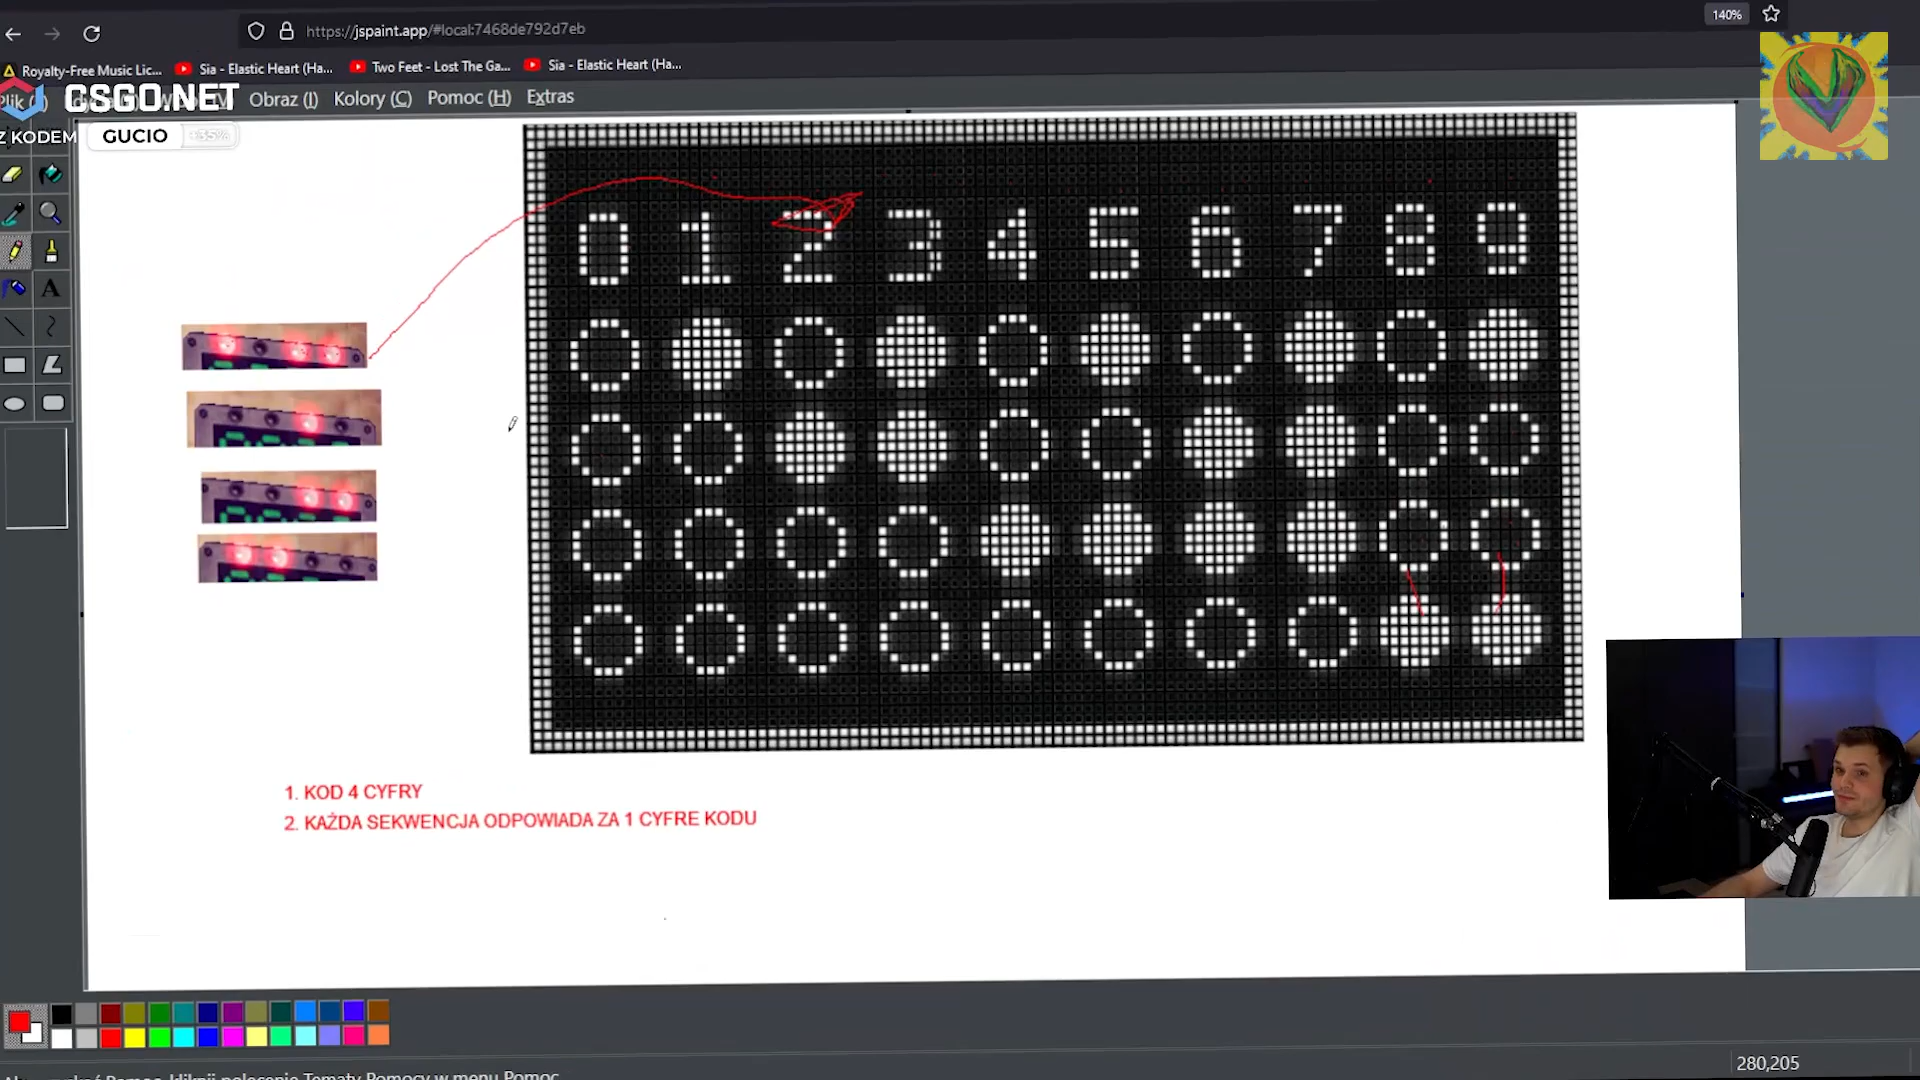 140%
https://jspaint.app/#local:7468de792d7eb
Royalty-Free Music Lic...
Sia - Elastic Heart (Ha...
Two Feet - Lost The Ga...
Sia - Elastic Heart (Ha...
CSGO.NET
Obraz (I)
Kolory (C)
Pomoc (H)
Extras
Z KODEM
GUCIO
+35%
0 1 2 3 4 5 6 7 8 9
1. KOD 4 CYFRY
2. KAŻDA SEKWENCJA ODPOWIADA ZA 1 CYFRE KODU
280,205